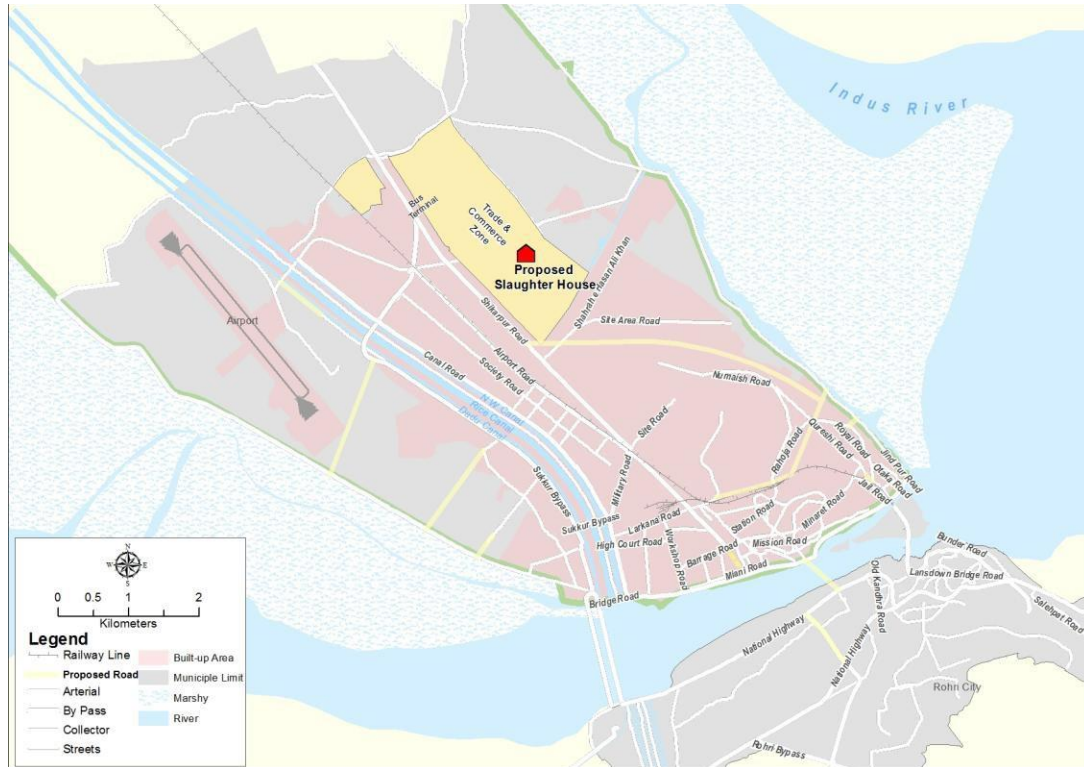 Indus River
Bus
Terminal
Trade &
Commerce
Zone
Proposed
Slaughter House
Shahrah e Hasan Ali Khan
Airport
Shikarpur Road
Site Area Road
Airport Road
Society Road
Canal Road
Numaish Road
N.W Canal
Rice Canal
Dadu Canal
Site Road
Rahoja Road
Qureshi Road
Royal Road
Jind Pur Road
Otaka Road
Jail Road
Military Road
Sukkur Bypass
Sukkur Bypass
Larkana Road
Station Road
Minaret Road
High Court Road
Workshop Road
Barrage Road
Mission Road
Miani Road
Bridge Road
Bunder Road
Lansdown Bridge Road
Salehpat Road
Old Kandhra Road
National Highway
National Highway
Rohri City
Rohri Bypass
N
W
E
S
0 0.5 1 2
Kilometers
Legend
Railway Line
Proposed Road
Arterial
By Pass
Collector
Streets
Built-up Area
Municiple Limit
Marshy
River